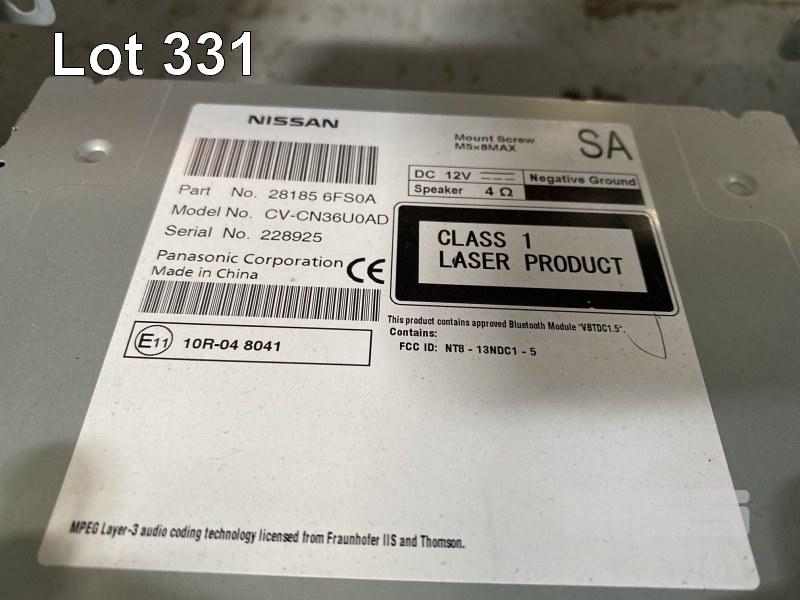 Lot 331
NISSAN
Mount Screw
M5×8MAX
SA
Part No. 28185 6FS0A
Model No. CV-CN36U0AD
Serial No. 228925
DC 12V
Negative Ground
Speaker 4 Ω
CLASS 1
LASER PRODUCT
Panasonic Corporation
Made in China
CE
E11 10R-04 8041
This product contains approved Bluetooth Module "VBTDC1.5".
Contains:
FCC ID: NT8 - 13NDC1 - 5
MPEG Layer-3 audio coding technology licensed from Fraunhofer IIS and Thomson.